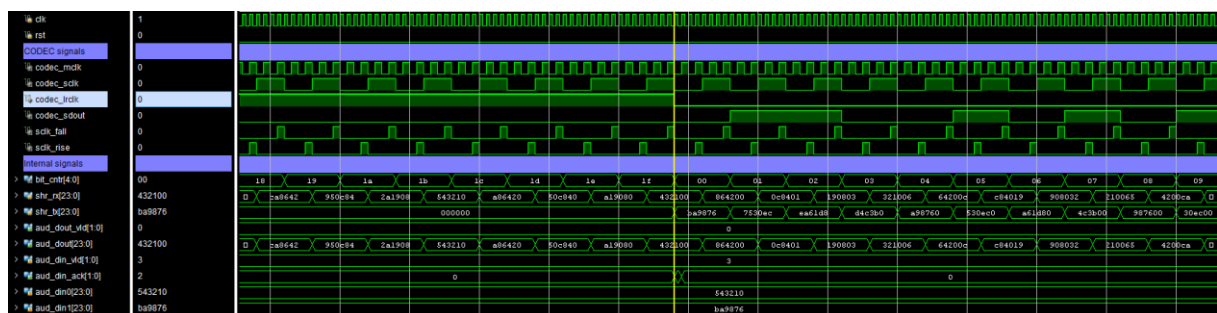 clk 1
rst 0
CODEC signals
codec_mclk 0
codec_sclk 0
codec_lrclk 0
codec_sdout 0
sclk_fall 0
sclk_rise 0
Internal signals
bit_cntr[4:0] 00 18 19 1a 1b 1c 1d 1e 1f 00 01 02 03 04 05 06 07 08 09
shr_rx[23:0] 432100 ca8642 950c84 2a1908 543210 a86420 50c840 a19080 432100 864200 0c8401 190803 321006 64200c c84019 908032 210065 4200ca
shr_tx[23:0] ba9876 000000 ba9876 7530ec ea61d8 d4c3b0 a98760 530ec0 a61d80 4c3b00 987600 30ec00
aud_dout_vld[1:0] 0 0
aud_dout[23:0] 432100 ca8642 950c84 2a1908 543210 a86420 50c840 a19080 432100 864200 0c8401 190803 321006 64200c c84019 908032 210065 4200ca
aud_din_vld[1:0] 3 3
aud_din_ack[1:0] 2 0 0
aud_din0[23:0] 543210 543210
aud_din1[23:0] ba9876 ba9876